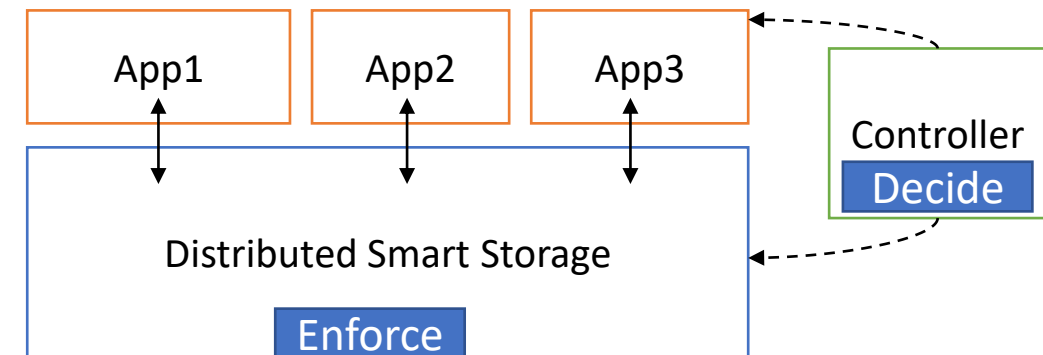 App1
App2
App3
Controller
Decide
Distributed Smart Storage
Enforce